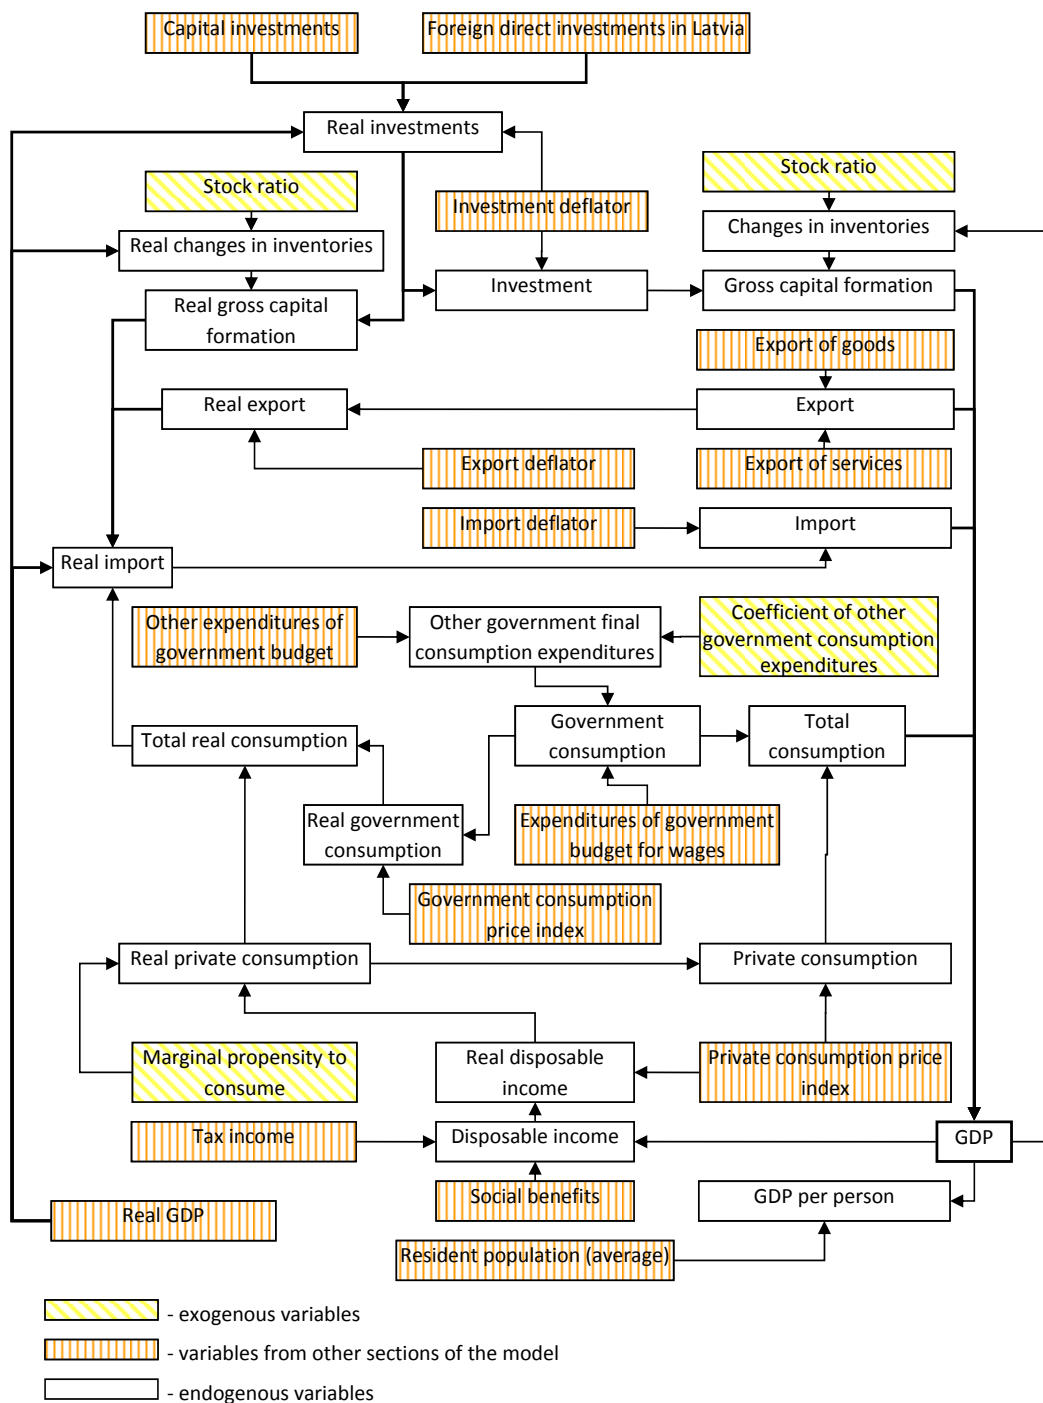 Capital investments
Foreign direct investments in Latvia
Real investments
Stock ratio
Stock ratio
Investment deflator
Real changes in inventories
Changes in inventories
Real gross capital
formation
Investment
Gross capital formation
Export of goods
Real export
Export
Export deflator
Export of services
Import deflator
Import
Real import
Other expenditures of
government budget
Other government final
consumption expenditures
Coefficient of other
government consumption
expenditures
Total real consumption
Government
consumption
Total
consumption
Real government
consumption
Expenditures of government
budget for wages
Government consumption
price index
Real private consumption
Private consumption
Marginal propensity to
consume
Real disposable
income
Private consumption price
index
Tax income
Disposable income
GDP
Social benefits
GDP per person
Real GDP
Resident population (average)
- exogenous variables
- variables from other sections of the model
- endogenous variables